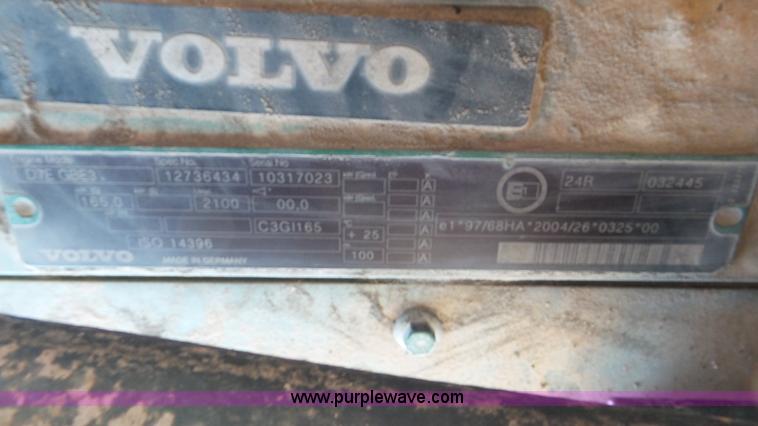 VOLVO
Engine Model Spec No Serial No
D7E GBE3 12736434 10317023 A 24R 032445
165,0 2100 00,0 A
C3GI165 °C + 25 A e1*97/68HA*2004/26*0325*00
ISO 14396 100 A
VOLVO MADE IN GERMANY
www.purplewave.com